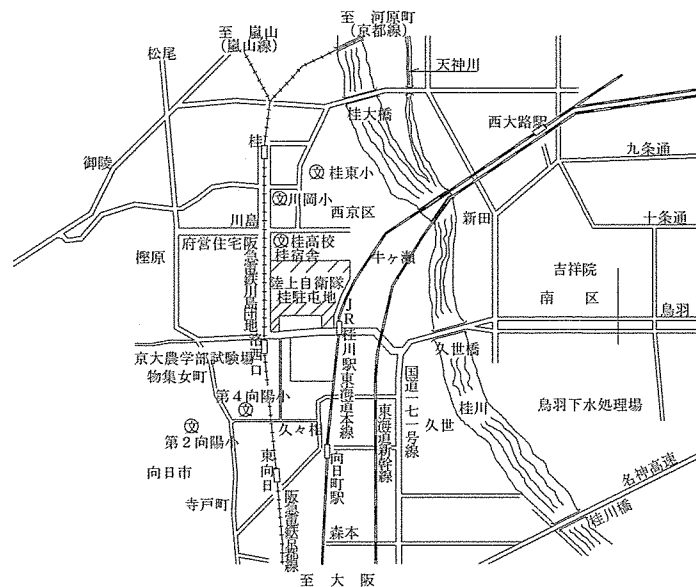 至 嵐山
(嵐山線)
至 河原町
(京都線)
松尾
天神川
桂大橋
西大路駅
桂
九条通
御陵
文桂東小
文川岡小
西京区
川島
新田
十条通
府営住宅
文桂高校
桂宿舎
樫原
牛ヶ瀬
吉祥院
南 区
陸上自衛隊
桂駐屯地
阪急電鉄川島団地
鳥羽
JR桂川駅東海道本線
洛西口
久世橋
京大農学部試験場
物集女町
国道一七一号線
桂川
第4向陽小
文
鳥羽下水処理場
文
第2向陽小
久々相
東海道新幹線
久世
向日市
東向日
向日町駅
名神高速
寺戸町
桂川橋
阪急電鉄京都線
森本
至 大 阪